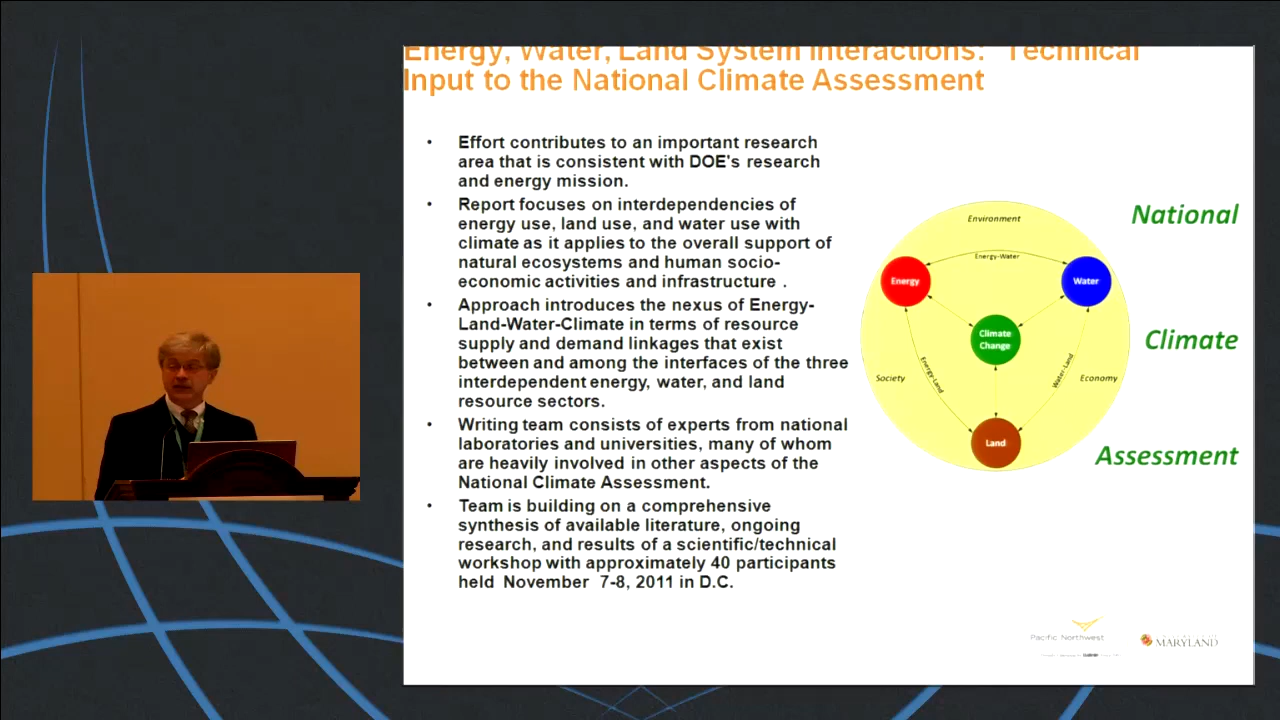 Energy, Water, Land System Interactions: Technical
Input to the National Climate Assessment
• Effort contributes to an important research
area that is consistent with DOE's research
and energy mission.
• Report focuses on interdependencies of
energy use, land use, and water use with
climate as it applies to the overall support of
natural ecosystems and human socio-
economic activities and infrastructure .
• Approach introduces the nexus of Energy-
Land-Water-Climate in terms of resource
supply and demand linkages that exist
between and among the interfaces of the three
interdependent energy, water, and land
resource sectors.
• Writing team consists of experts from national
laboratories and universities, many of whom
are heavily involved in other aspects of the
National Climate Assessment.
• Team is building on a comprehensive
synthesis of available literature, ongoing
research, and results of a scientific/technical
workshop with approximately 40 participants
held November 7-8, 2011 in D.C.
Environment
Energy-Water
Energy
Water
Climate
Change
Energy-Land
Water-Land
Society
Economy
Land
National
Climate
Assessment
Pacific Northwest
MARYLAND